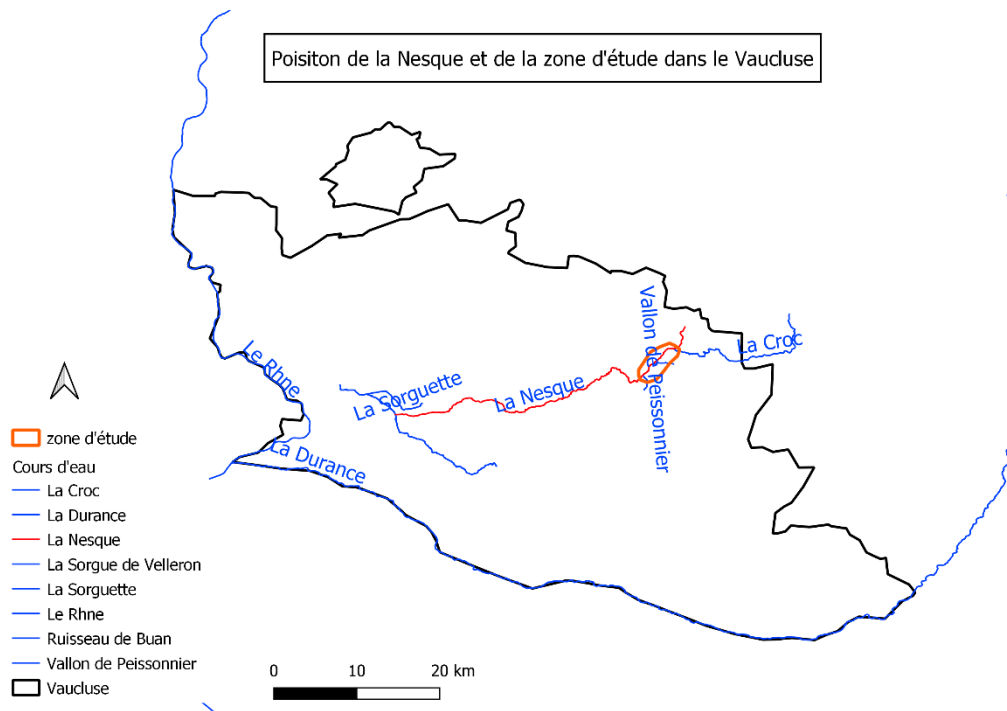 Poisiton de la Nesque et de la zone d'étude dans le Vaucluse
Vallon de Peissonnier
La Croc
Le Rhne
La Sorguette
La Nesque
La Durance
zone d'étude
Cours d'eau
La Croc
La Durance
La Nesque
La Sorgue de Velleron
La Sorguette
Le Rhne
Ruisseau de Buan
Vallon de Peissonnier
Vaucluse
0 10 20 km